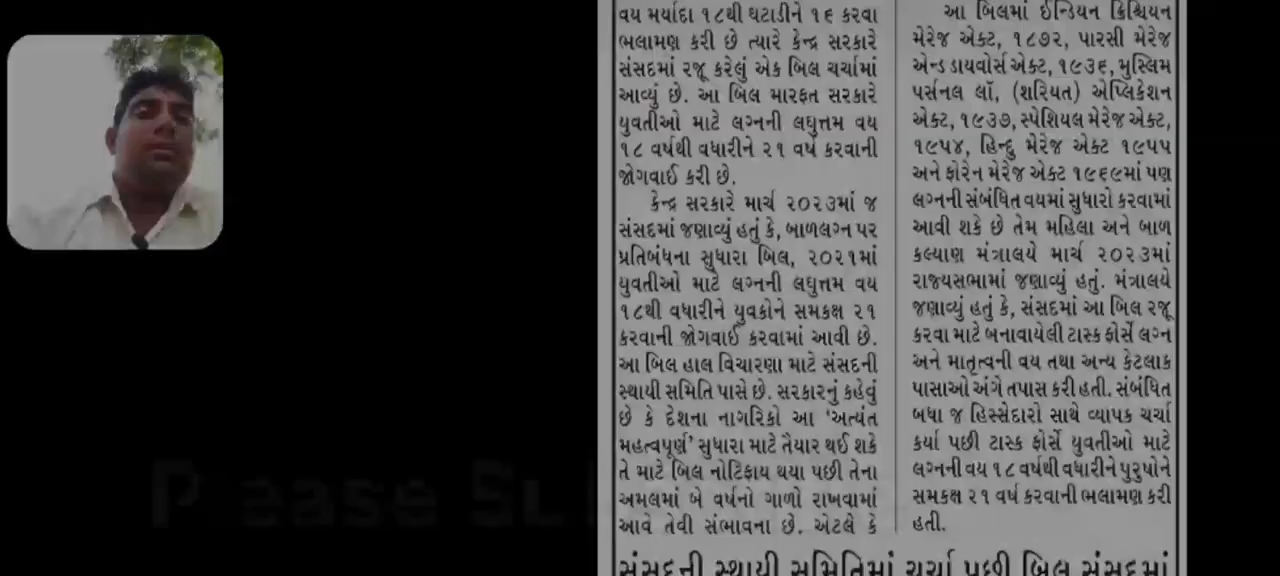 વય મર્યાદા ૧૮થી ઘટાડીને ૧૬ કરવા
ભલામણ કરી છે ત્યારે કેન્દ્ર સરકારે
સંસદમાં રજૂ કરેલું એક બિલ ચર્ચામાં
આવ્યું છે. આ બિલ મારફત સરકારે
યુવતીઓ માટે લગ્નની લઘુત્તમ વય
૧૮ વર્ષથી વધારીને ૨૧ વર્ષ કરવાની
જોગવાઈ કરી છે.
કેન્દ્ર સરકારે માર્ચ ૨૦૨૩માં જ
સંસદમાં જણાવ્યું હતું કે, બાળલગ્ન પર
પ્રતિબંધના સુધારા બિલ, ૨૦૨૧માં
યુવતીઓ માટે લગ્નની લઘુત્તમ વય
૧૮થી વધારીને યુવકોને સમકક્ષ ૨૧
કરવાની જોગવાઈ કરવામાં આવી છે.
આ બિલ હાલ વિચારણા માટે સંસદની
સ્થાયી સમિતિ પાસે છે. સરકારનું કહેવું
છે કે દેશના નાગરિકો આ ‘અત્યંત
મહત્વપૂર્ણ’ સુધારા માટે તૈયાર થઈ શકે
તે માટે બિલ નોટિફાય થયા પછી તેના
અમલમાં બે વર્ષનો ગાળો રાખવામાં
આવે તેવી સંભાવના છે. એટલે કે
આ બિલમાં ઈન્ડિયન ક્રિશ્ચિયન
મેરેજ એક્ટ, ૧૮૭૨, પારસી મેરેજ
એન્ડ ડાયવોર્સ એક્ટ, ૧૯૩૬, મુસ્લિમ
પર્સનલ લૉ, (શરિયત) એપ્લિકેશન
એક્ટ, ૧૯૩૭, સ્પેશિયલ મેરેજ એક્ટ,
૧૯૫૪, હિન્દુ મેરેજ એક્ટ ૧૯૫૫
અને ફોરેન મેરેજ એક્ટ ૧૯૬૯માં પણ
લગ્નની સંબંધિત વયમાં સુધારો કરવામાં
આવી શકે છે તેમ મહિલા અને બાળ
કલ્યાણ મંત્રાલયે માર્ચ ૨૦૨૩માં
રાજ્યસભામાં જણાવ્યું હતું. મંત્રાલયે
જણાવ્યું હતું કે, સંસદમાં આ બિલ રજૂ
કરવા માટે બનાવાયેલી ટાસ્ક ફોર્સે લગ્ન
અને માતૃત્વની વય તથા અન્ય કેટલાક
પાસાઓ અંગે તપાસ કરી હતી. સંબંધિત
બધા જ હિસ્સેદારો સાથે વ્યાપક ચર્ચા
કર્યા પછી ટાસ્ક ફોર્સે યુવતીઓ માટે
લગ્નની વય ૧૮ વર્ષથી વધારીને પુરુષોને
સમકક્ષ ૨૧ વર્ષ કરવાની ભલામણ કરી
હતી.
સંસદની સ્થાયી સમિતિમાં ચર્ચા પછી બિલ સંસદમાં